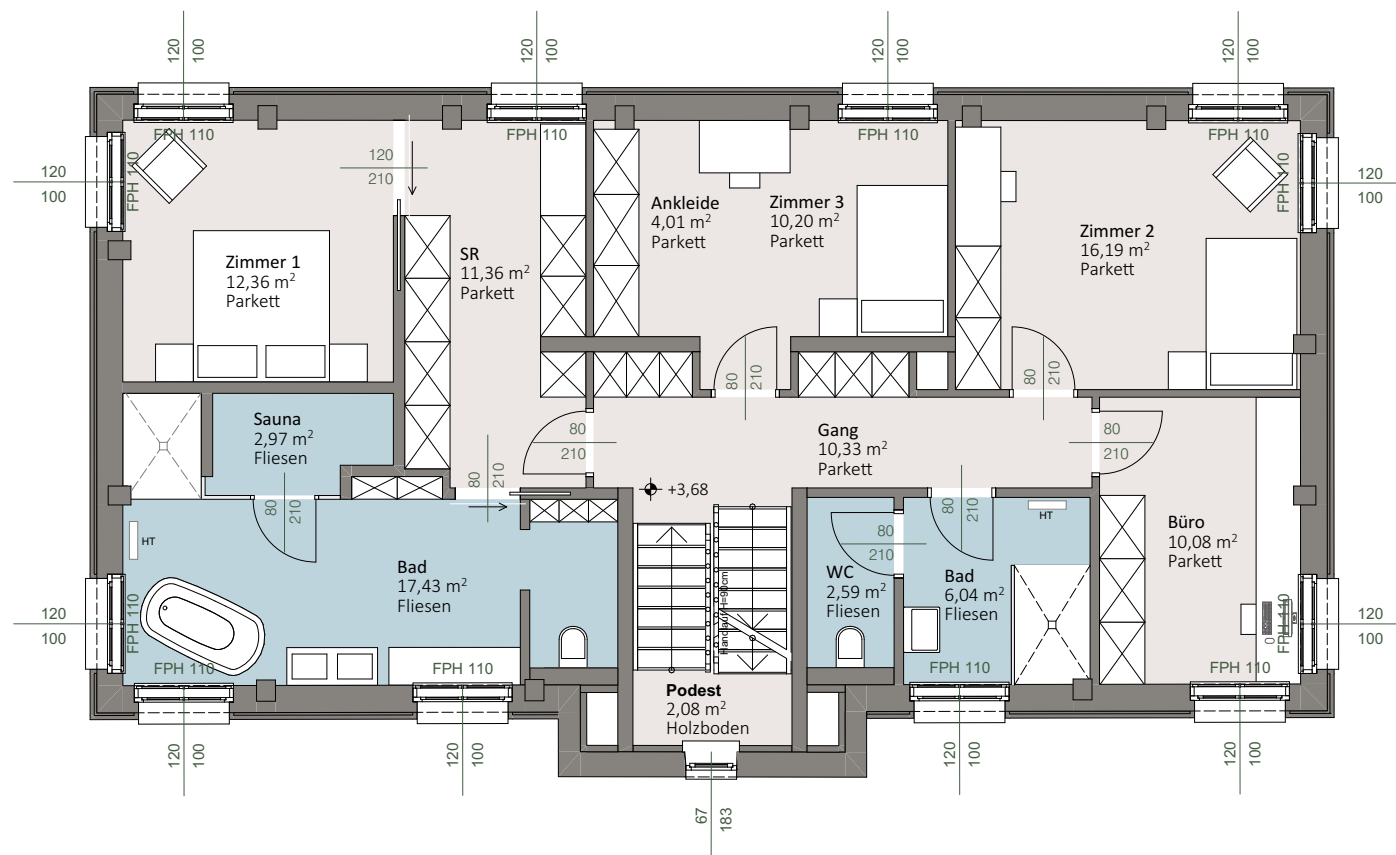 120
100
120
100
120
100
120
100
FPH 110
FPH 110
FPH 110
FPH 110
120
100
FPH 110
120
210
120
100
FPH 110
Zimmer 1
12,36 m²
Parkett
SR
11,36 m²
Parkett
Ankleide
4,01 m²
Parkett
Zimmer 3
10,20 m²
Parkett
Zimmer 2
16,19 m²
Parkett
80
210
80
210
Sauna
2,97 m²
Fliesen
80
210
Gang
10,33 m²
Parkett
80
210
80
210
80
210
+3,68
80
210
HT
HT
80
210
Büro
10,08 m²
Parkett
Bad
17,43 m²
Fliesen
WC
2,59 m²
Fliesen
Bad
6,04 m²
Fliesen
Handlauf H=90cm
120
100
FPH 110
120
100
FPH 110
FPH 110
FPH 110
FPH 110
FPH 110
Podest
2,08 m²
Holzboden
120
100
120
100
120
100
120
100
67
183